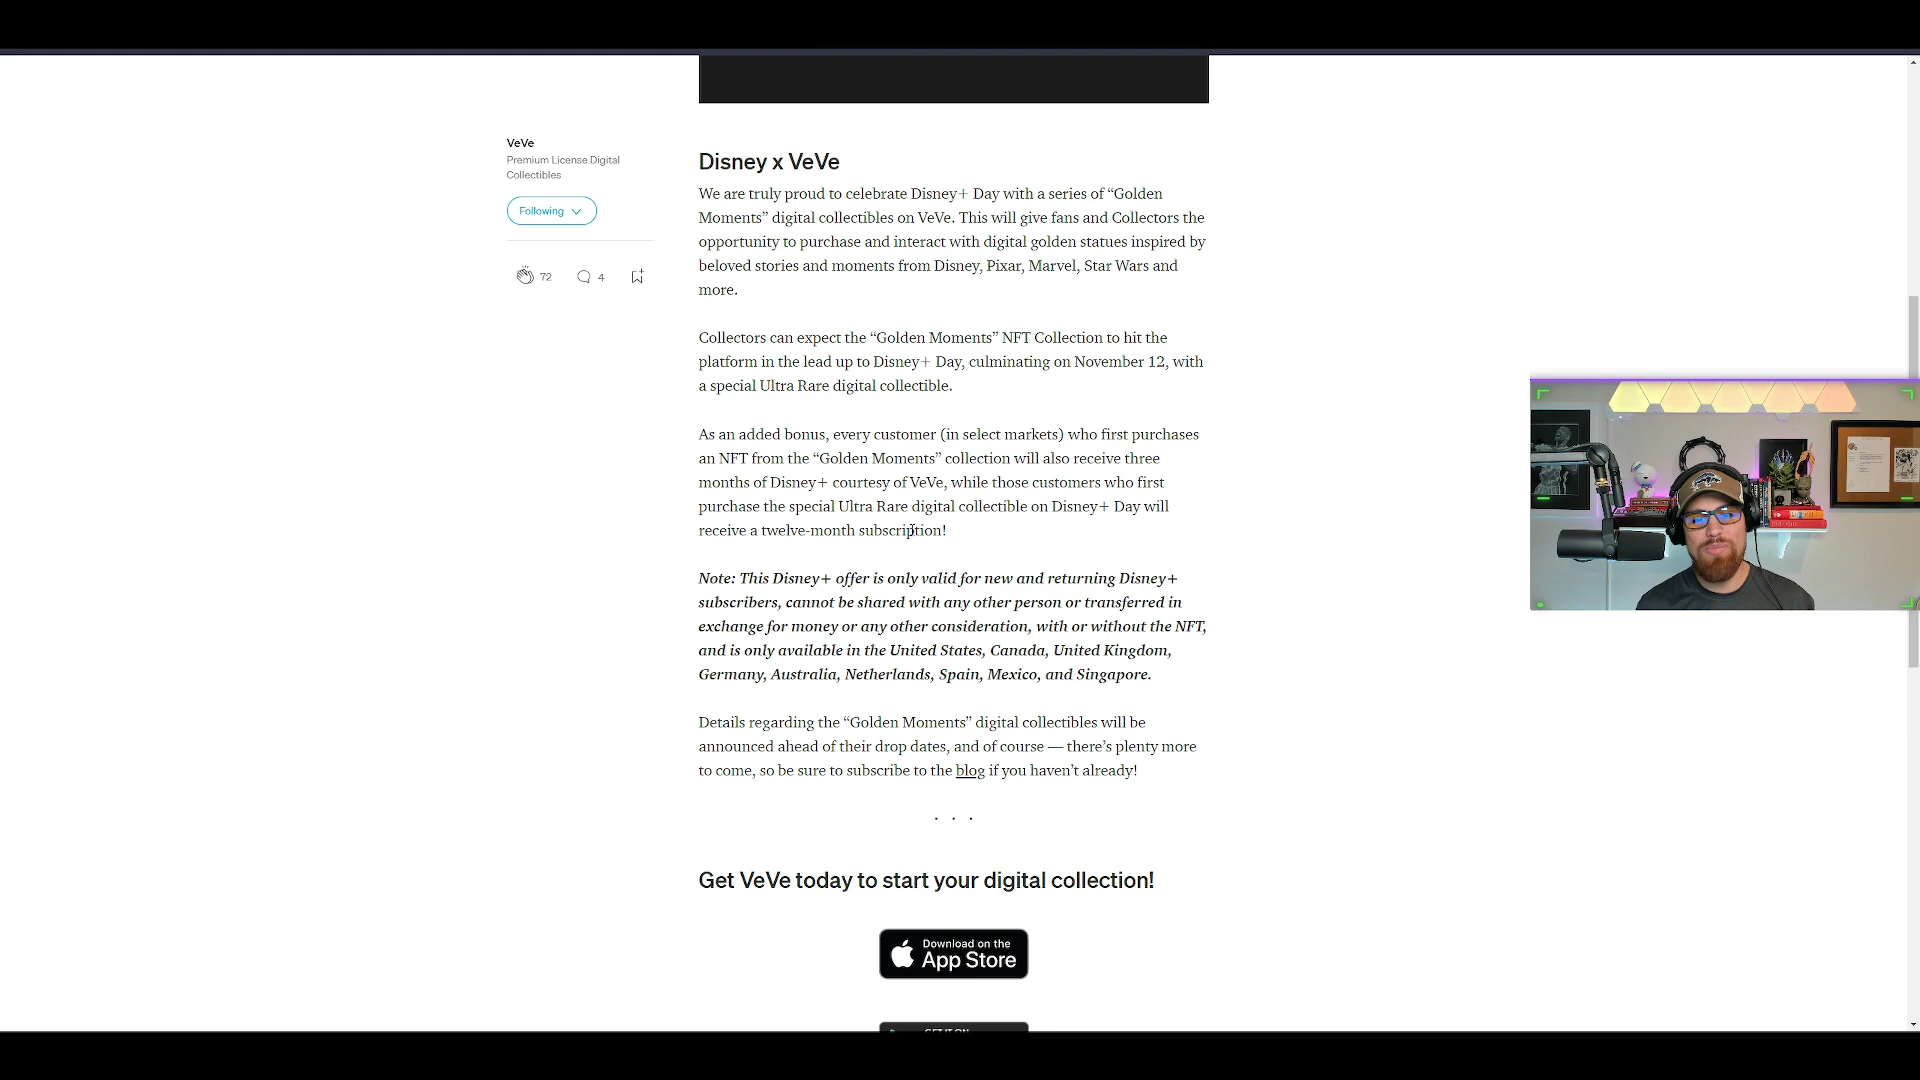 VeVe
Premium License Digital
Collectibles
Following
72
4
Disney x VeVe
We are truly proud to celebrate Disney+ Day with a series of “Golden
Moments” digital collectibles on VeVe. This will give fans and Collectors the
opportunity to purchase and interact with digital golden statues inspired by
beloved stories and moments from Disney, Pixar, Marvel, Star Wars and
more.
Collectors can expect the “Golden Moments” NFT Collection to hit the
platform in the lead up to Disney+ Day, culminating on November 12, with
a special Ultra Rare digital collectible.
As an added bonus, every customer (in select markets) who first purchases
an NFT from the “Golden Moments” collection will also receive three
months of Disney+ courtesy of VeVe, while those customers who first
purchase the special Ultra Rare digital collectible on Disney+ Day will
receive a twelve-month subscription!
Note: This Disney+ offer is only valid for new and returning Disney+
subscribers, cannot be shared with any other person or transferred in
exchange for money or any other consideration, with or without the NFT,
and is only available in the United States, Canada, United Kingdom,
Germany, Australia, Netherlands, Spain, Mexico, and Singapore.
Details regarding the “Golden Moments” digital collectibles will be
announced ahead of their drop dates, and of course — there’s plenty more
to come, so be sure to subscribe to the blog if you haven’t already!
. . .
Get VeVe today to start your digital collection!
Download on the
App Store
GET IT ON